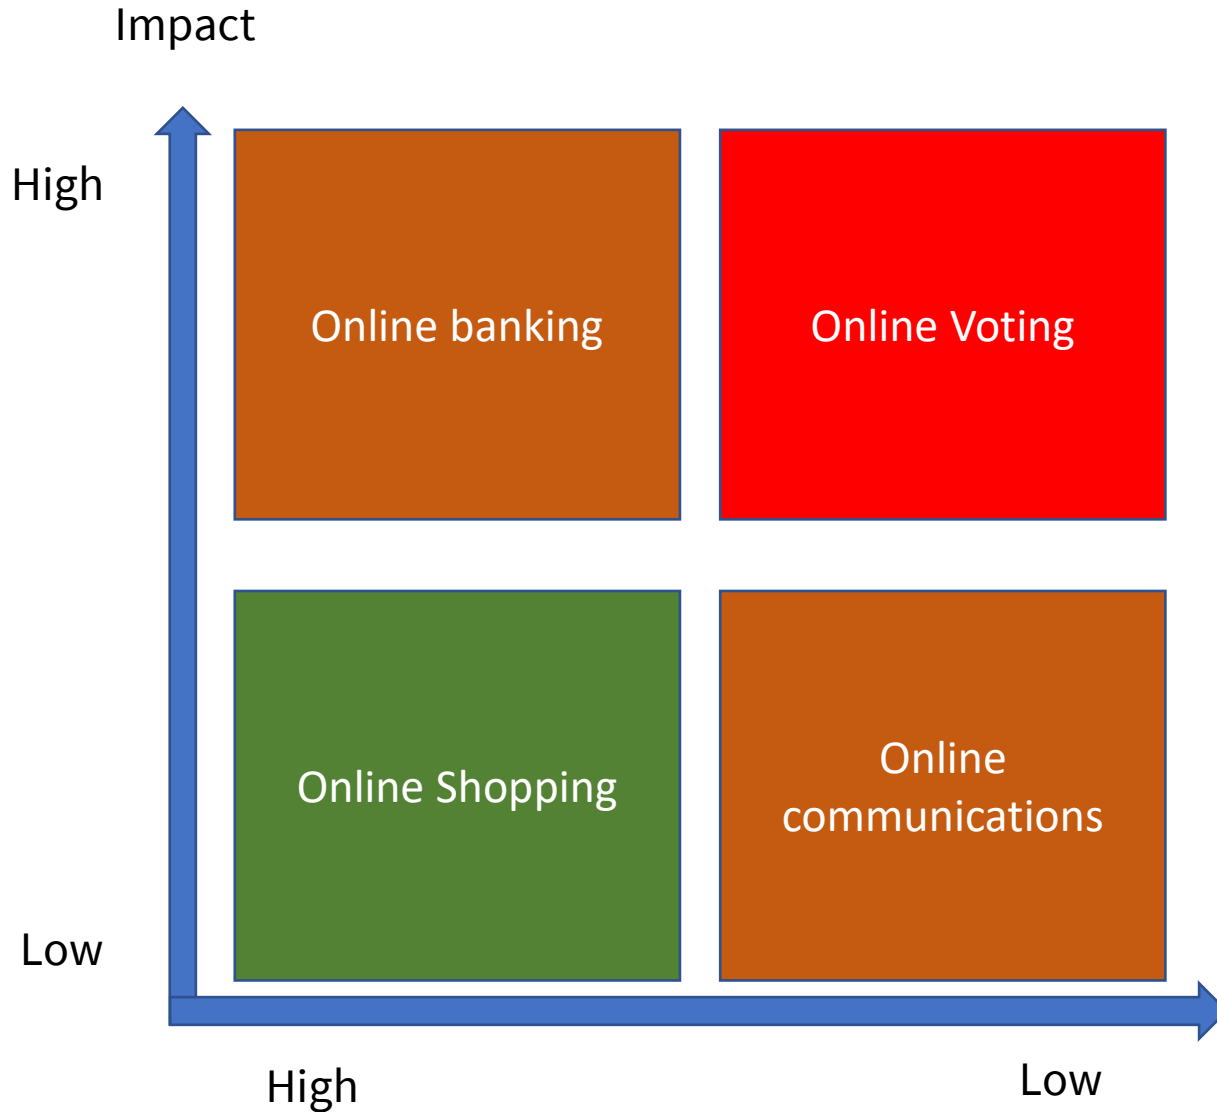 Impact
High
Online banking
Online Voting
Online Shopping
Online
communications
Low
High
Low